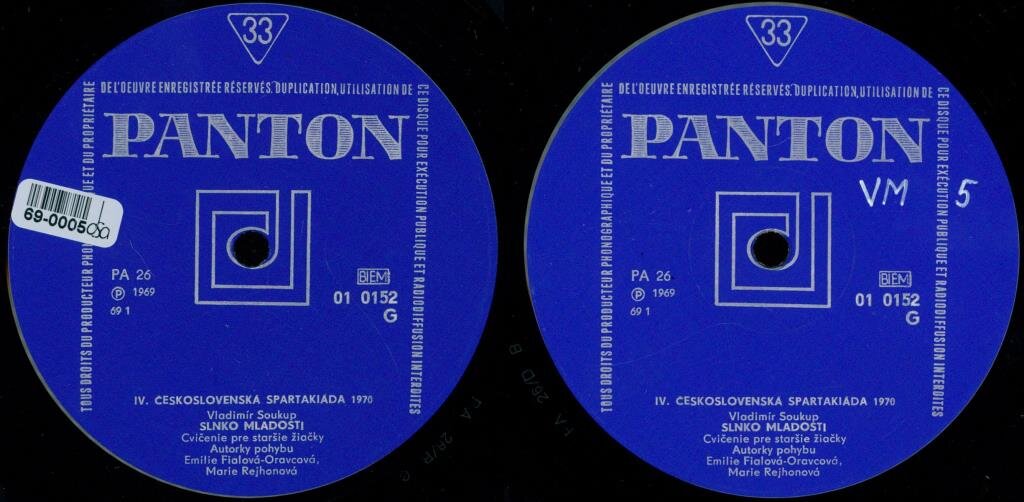 33
TOUS DROITS DU PRODUCTEUR PHONOGRAPHIQUE ET DU PROPRIÉTAIRE
DE L'OEUVRE ENREGISTRÉE RÉSERVÉS. DUPLICATION, UTILISATION DE
CE DISQUE POUR EXÉCUTION PUBLIQUE ET RADIODIFFUSION INTERDITES
PANTON
69-0005
PA 26
Ⓟ 1969
69 1
BIEM
01 0152
G
IV. ČESKOSLOVENSKÁ SPARTAKIÁDA 1970
Vladimír Soukup
SLNKO MLADOSTI
Cvičenie pre staršie žiačky
Autorky pohybu
Emilie Fialová-Oravcová,
Marie Rejhonová
33
TOUS DROITS DU PRODUCTEUR PHONOGRAPHIQUE ET DU PROPRIÉTAIRE
DE L'OEUVRE ENREGISTRÉE RÉSERVÉS. DUPLICATION, UTILISATION DE
CE DISQUE POUR EXÉCUTION PUBLIQUE ET RADIODIFFUSION INTERDITES
PANTON
VM 5
PA 26
Ⓟ 1969
69 1
BIEM
01 0152
G
IV. ČESKOSLOVENSKÁ SPARTAKIÁDA 1970
Vladimír Soukup
SLNKO MLADOSTI
Cvičenie pre staršie žiačky
Autorky pohybu
Emilie Fialová-Oravcová,
Marie Rejhonová